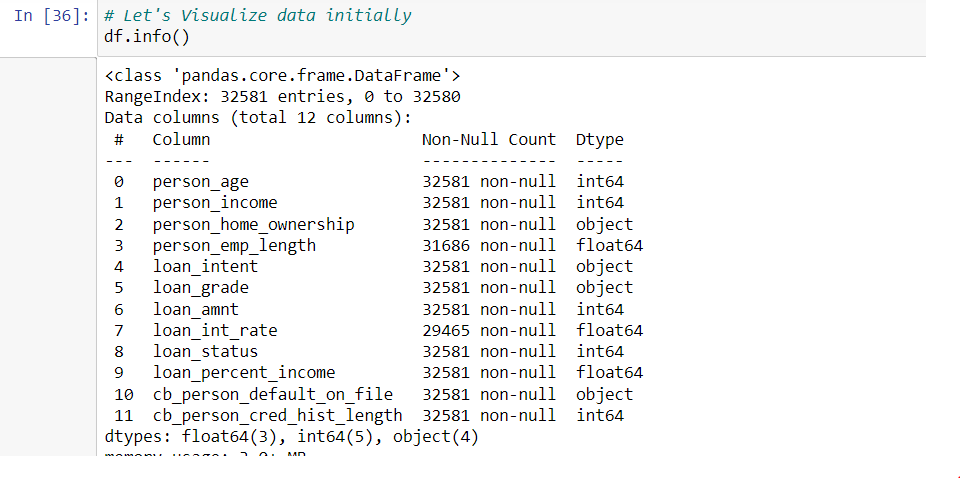 In [36]: # Let's Visualize data initially
df.info()
<class 'pandas.core.frame.DataFrame'>
RangeIndex: 32581 entries, 0 to 32580
Data columns (total 12 columns):
 #   Column                      Non-Null Count  Dtype
---  ------                      --------------  -----
 0   person_age                  32581 non-null  int64
 1   person_income               32581 non-null  int64
 2   person_home_ownership       32581 non-null  object
 3   person_emp_length           31686 non-null  float64
 4   loan_intent                 32581 non-null  object
 5   loan_grade                  32581 non-null  object
 6   loan_amnt                   32581 non-null  int64
 7   loan_int_rate               29465 non-null  float64
 8   loan_status                 32581 non-null  int64
 9   loan_percent_income         32581 non-null  float64
 10  cb_person_default_on_file   32581 non-null  object
 11  cb_person_cred_hist_length  32581 non-null  int64
dtypes: float64(3), int64(5), object(4)